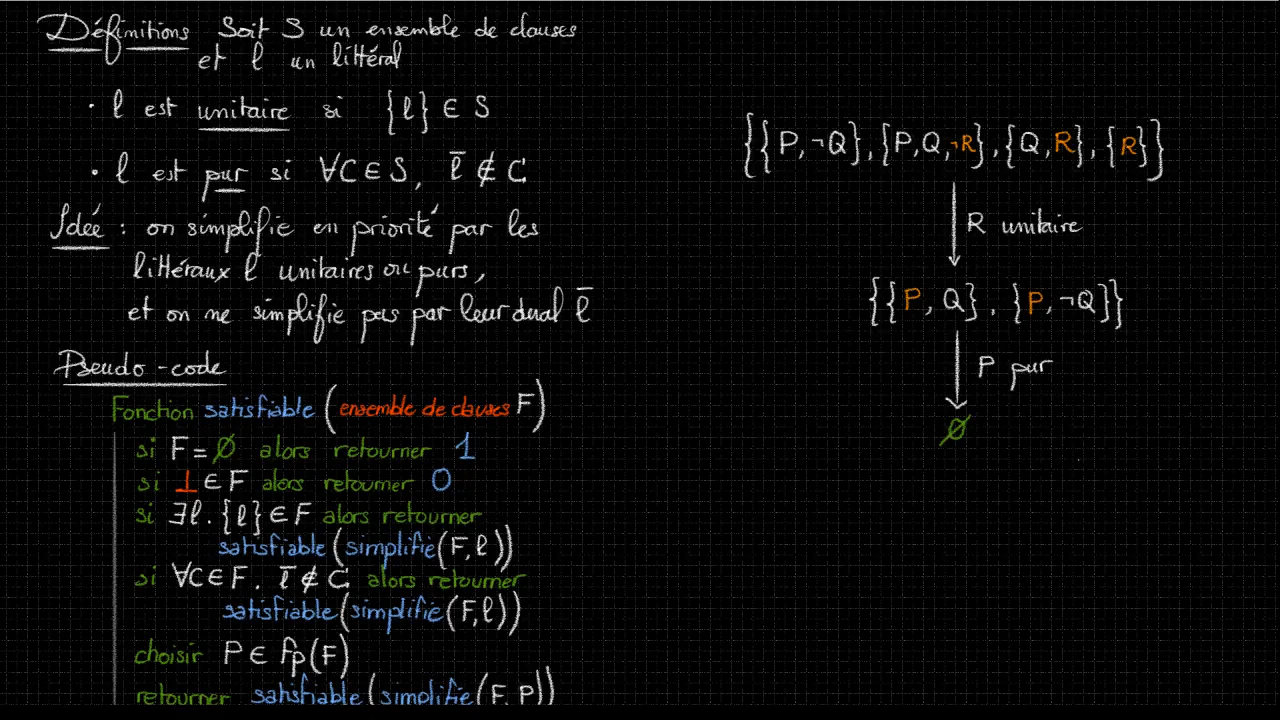 Définitions Soit S un ensemble de clauses
et l un littéral
• l est unitaire si {l} ∈ S
• l est pur si ∀C ∈ S, l̅ ∉ C
Idée : on simplifie en priorité par les
littéraux l unitaires ou purs,
et on ne simplifie pas par leur dual l̅
Pseudo-code
Fonction satisfiable (ensemble de clauses F)
si F = ∅ alors retourner 1
si ⊥ ∈ F alors retourner 0
si ∃l. {l} ∈ F alors retourner
satisfiable (simplifie (F, l))
si ∀C ∈ F. l̅ ∉ C alors retourner
satisfiable (simplifie (F, l))
choisir P ∈ fp(F)
retourner satisfiable (simplifie (F, P))
{{P, ¬Q}, {P, Q, ¬R}, {Q, R}, {R}}
R unitaire
{{P, Q}, {P, ¬Q}}
P pur
∅